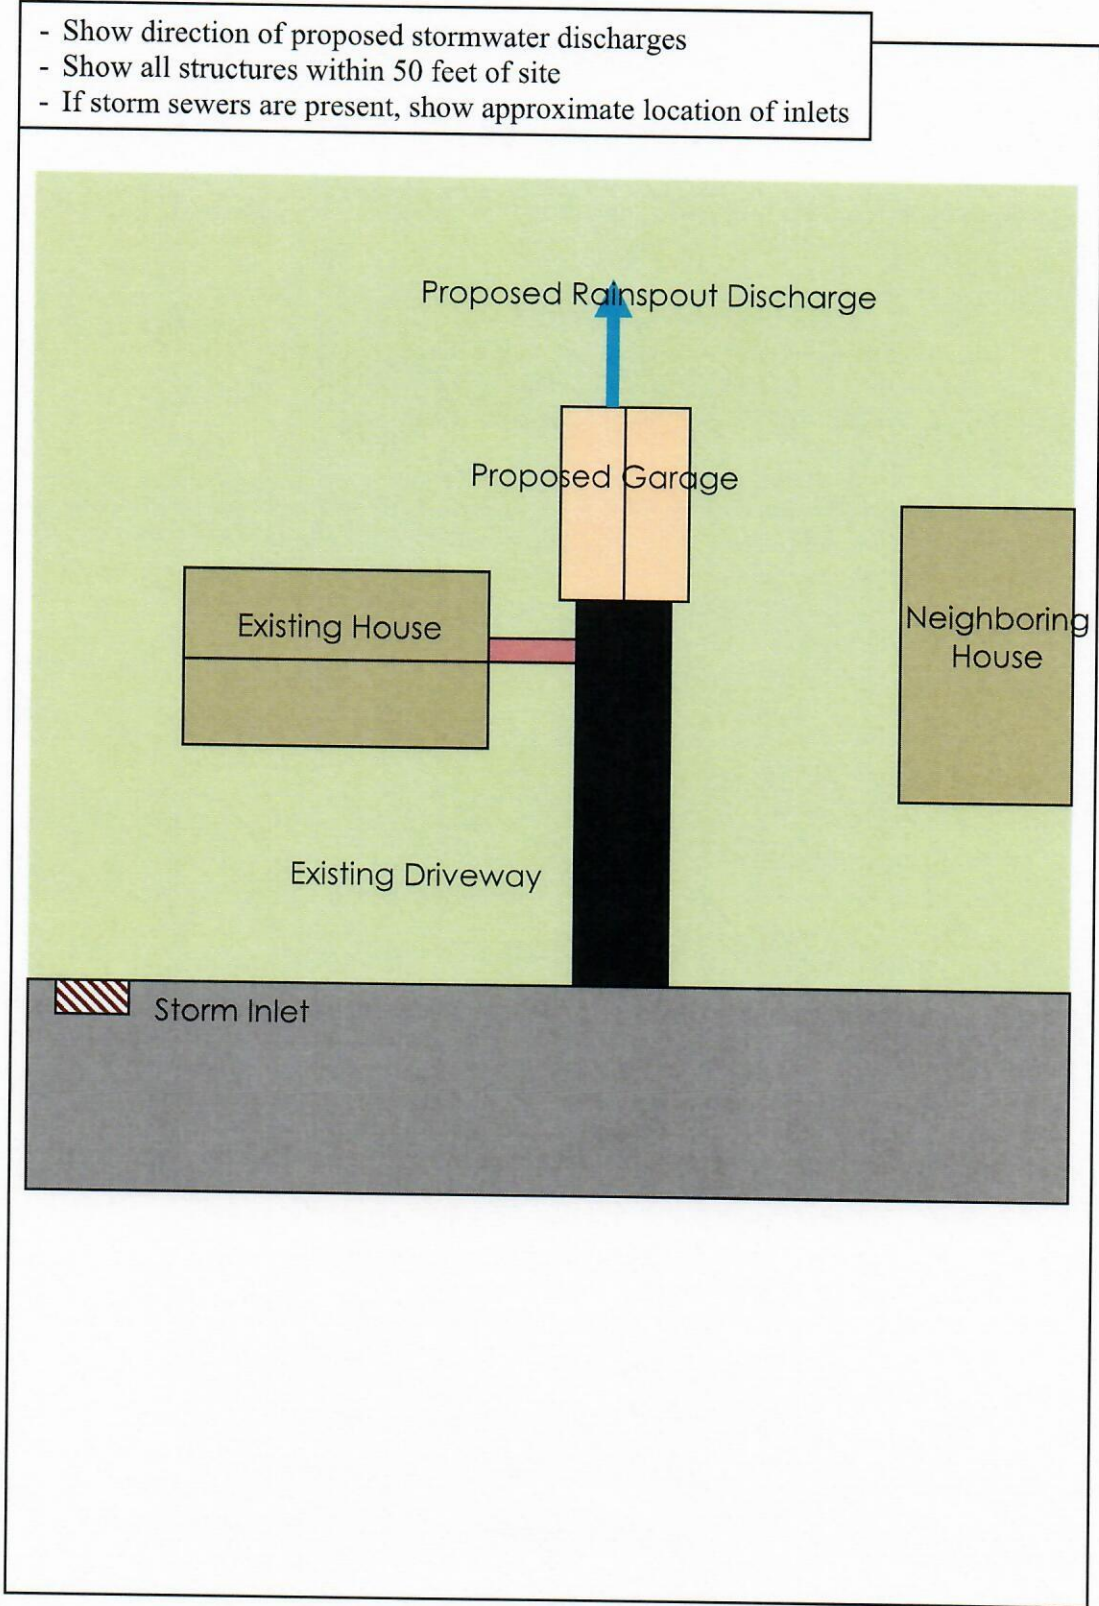 - Show direction of proposed stormwater discharges
- Show all structures within 50 feet of site
- If storm sewers are present, show approximate location of inlets
Proposed Rainspout Discharge
Proposed Garage
Existing House
Neighboring
House
Existing Driveway
Storm Inlet